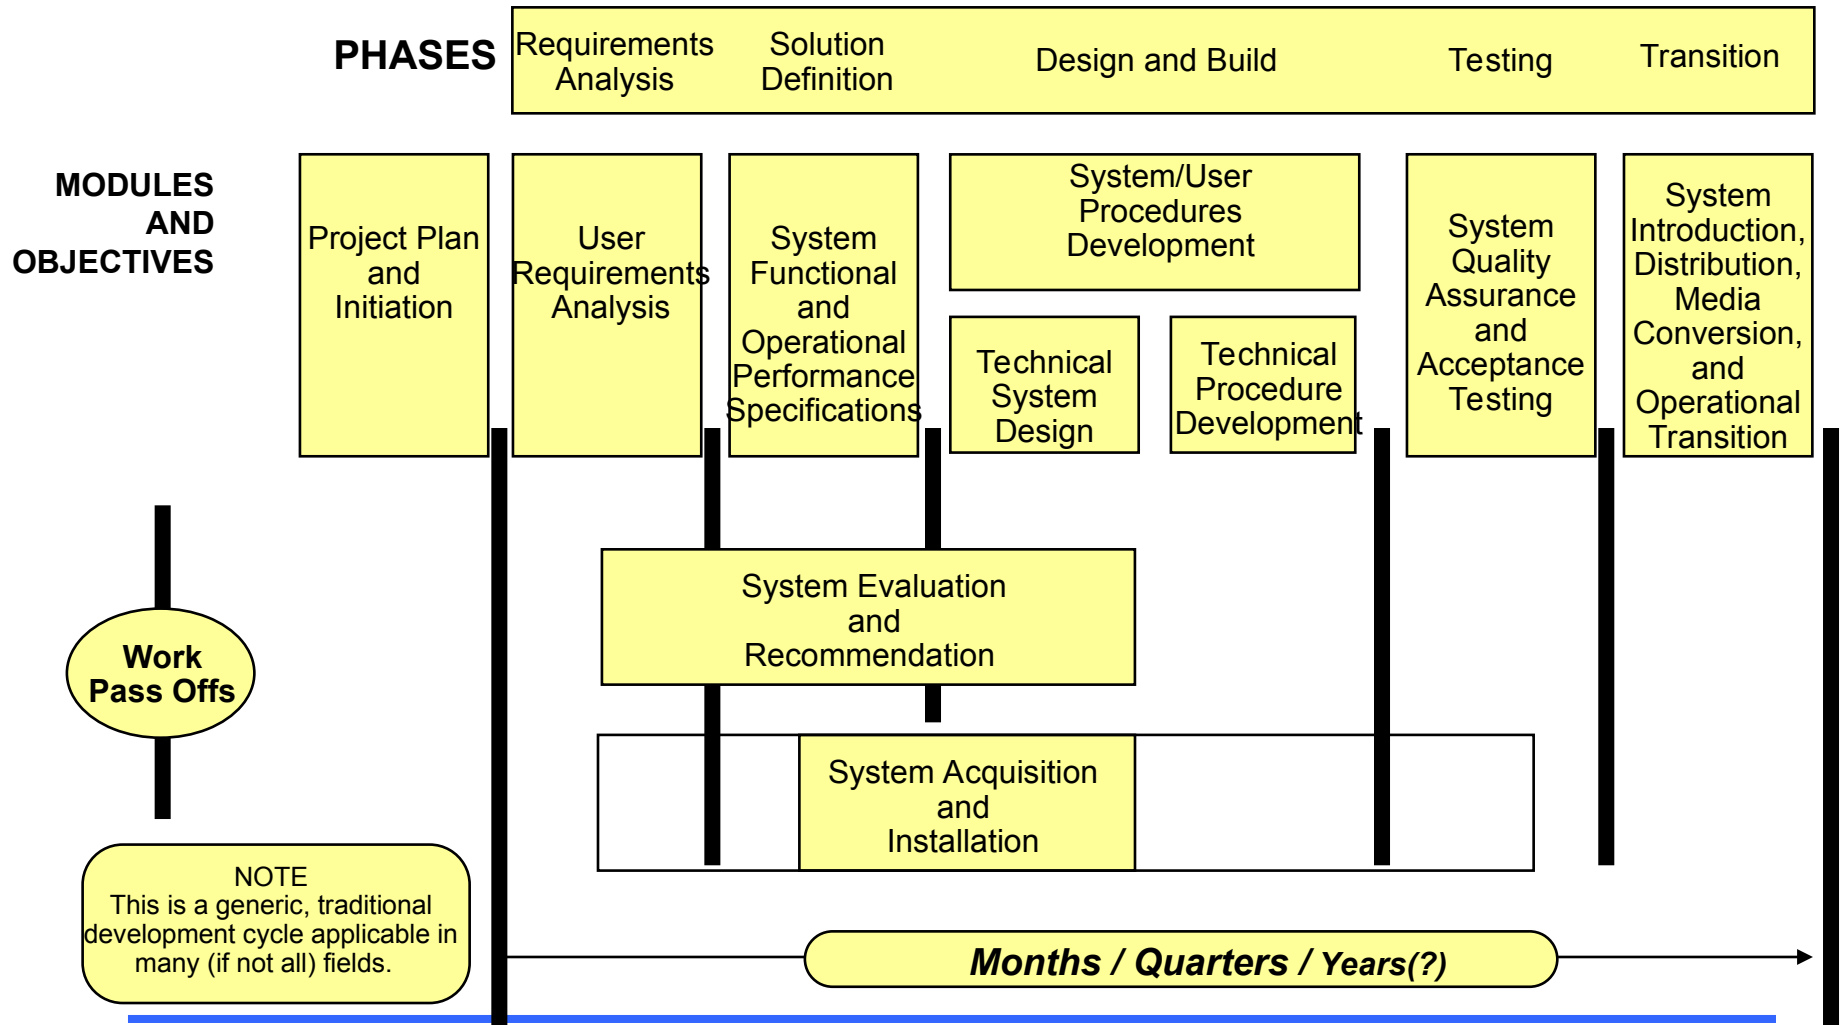 PHASES
Requirements
Analysis
Solution
Definition
Design and Build
Testing
Transition
MODULES
AND
OBJECTIVES
Project Plan
and
Initiation
User
Requirements
Analysis
System
Functional
and
Operational
Performance
Specifications
System/User
Procedures
Development
Technical
System
Design
Technical
Procedure
Development
System
Quality
Assurance
and
Acceptance
Testing
System
Introduction,
Distribution,
Media
Conversion,
and
Operational
Transition
System Evaluation
and
Recommendation
Work
Pass Offs
System Acquisition
and
Installation
NOTE
This is a generic, traditional
development cycle applicable in
many (if not all) fields.
Months / Quarters / Years(?)